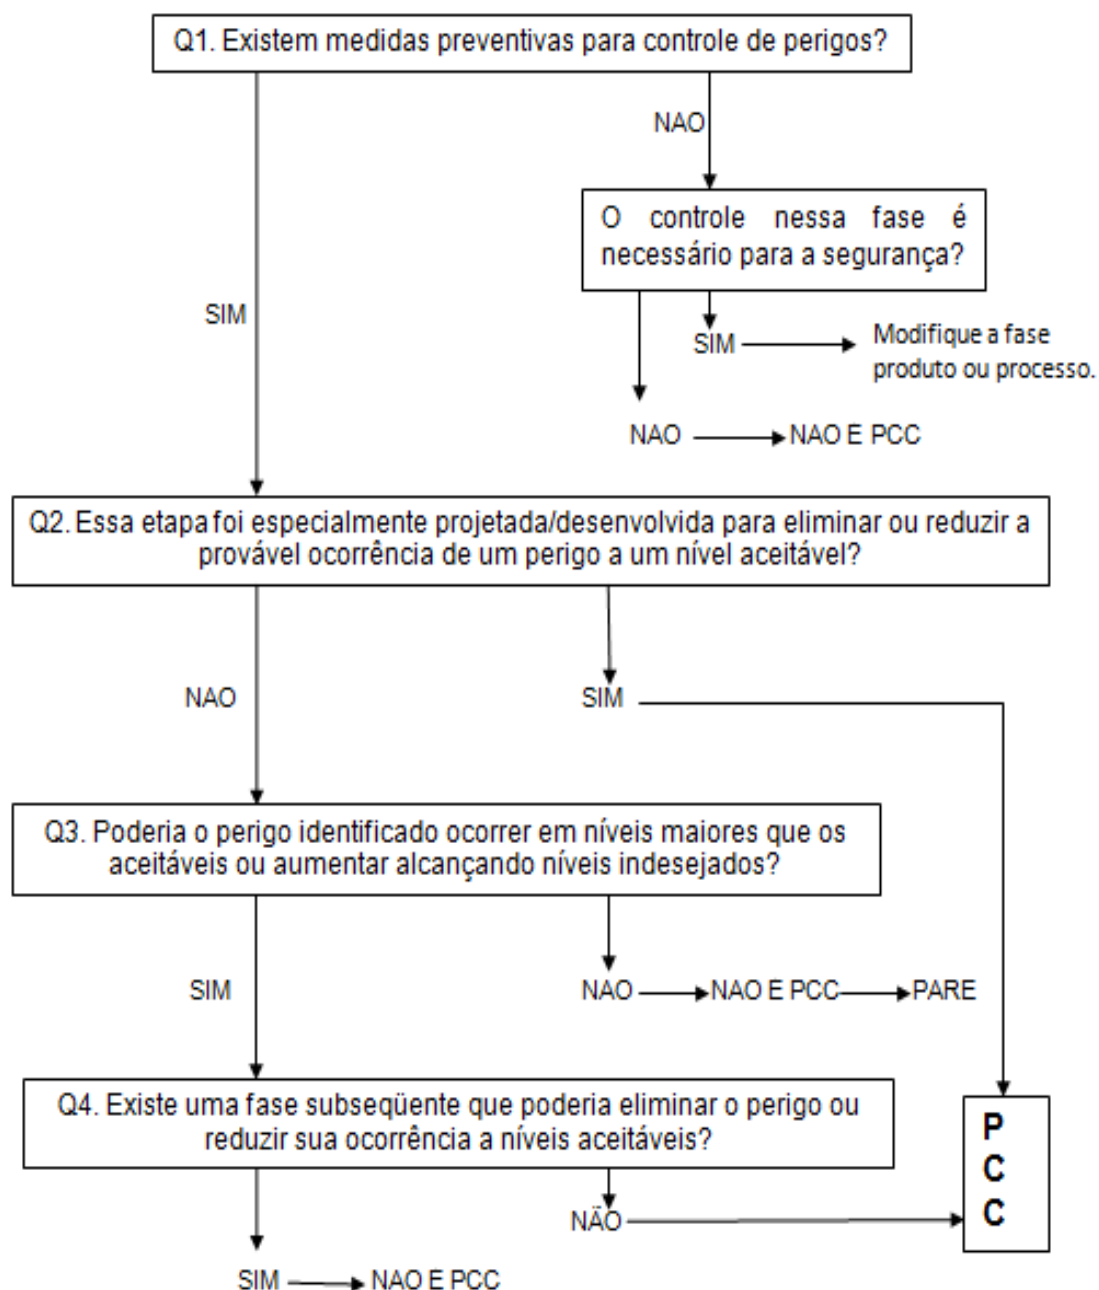 Q1. Existem medidas preventivas para controle de perigos?
NAO
O controle nessa fase é
necessário para a segurança?
SIM
SIM
Modifique a fase
produto ou processo.
NAO
NAO E PCC
Q2. Essa etapa foi especialmente projetada/desenvolvida para eliminar ou reduzir a
provável ocorrência de um perigo a um nível aceitável?
NAO
SIM
Q3. Poderia o perigo identificado ocorrer em níveis maiores que os
aceitáveis ou aumentar alcançando níveis indesejados?
SIM
NAO
NAO E PCC
PARE
Q4. Existe uma fase subseqüente que poderia eliminar o perigo ou
reduzir sua ocorrência a níveis aceitáveis?
P
C
C
NÃO
SIM
NAO E PCC